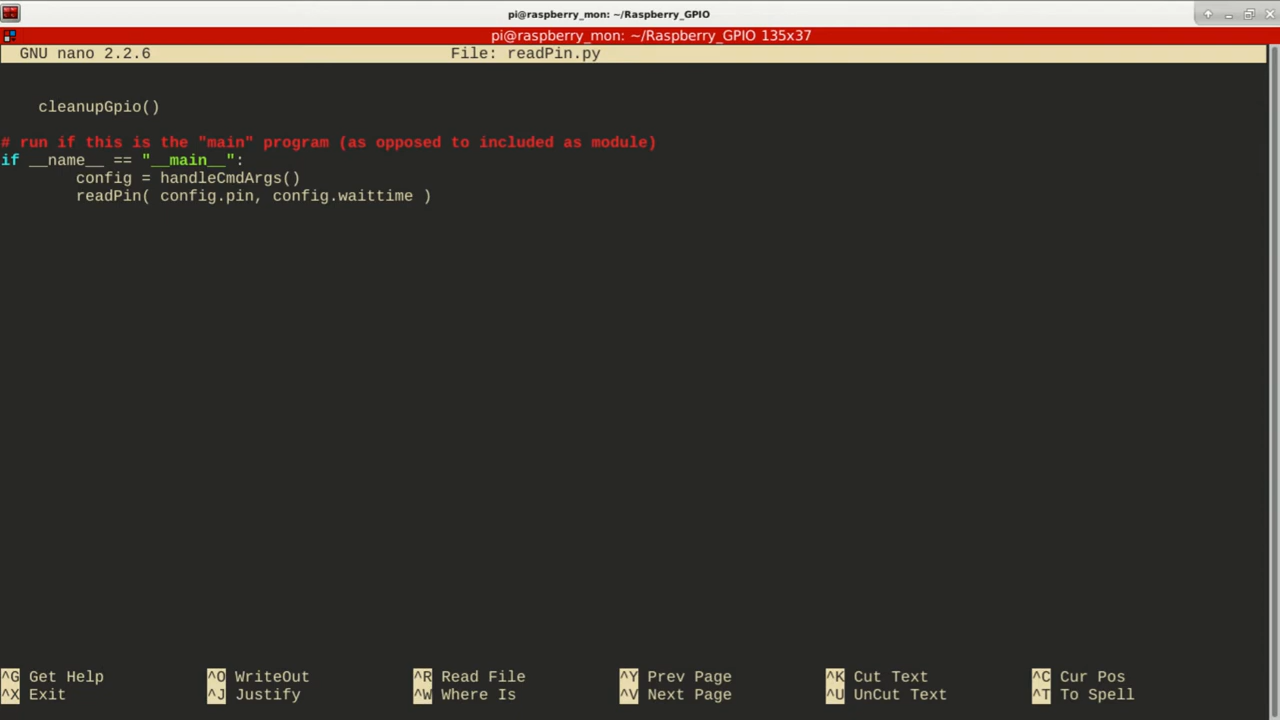 pi@raspberry_mon: ~/Raspberry_GPIO
pi@raspberry_mon: ~/Raspberry_GPIO 135x37
GNU nano 2.2.6 File: readPin.py
cleanupGpio()
# run if this is the "main" program (as opposed to included as module)
if __name__ == "__main__":
config = handleCmdArgs()
readPin( config.pin, config.waittime )
^G Get Help ^O WriteOut ^R Read File ^Y Prev Page ^K Cut Text ^C Cur Pos
^X Exit ^J Justify ^W Where Is ^V Next Page ^U UnCut Text ^T To Spell